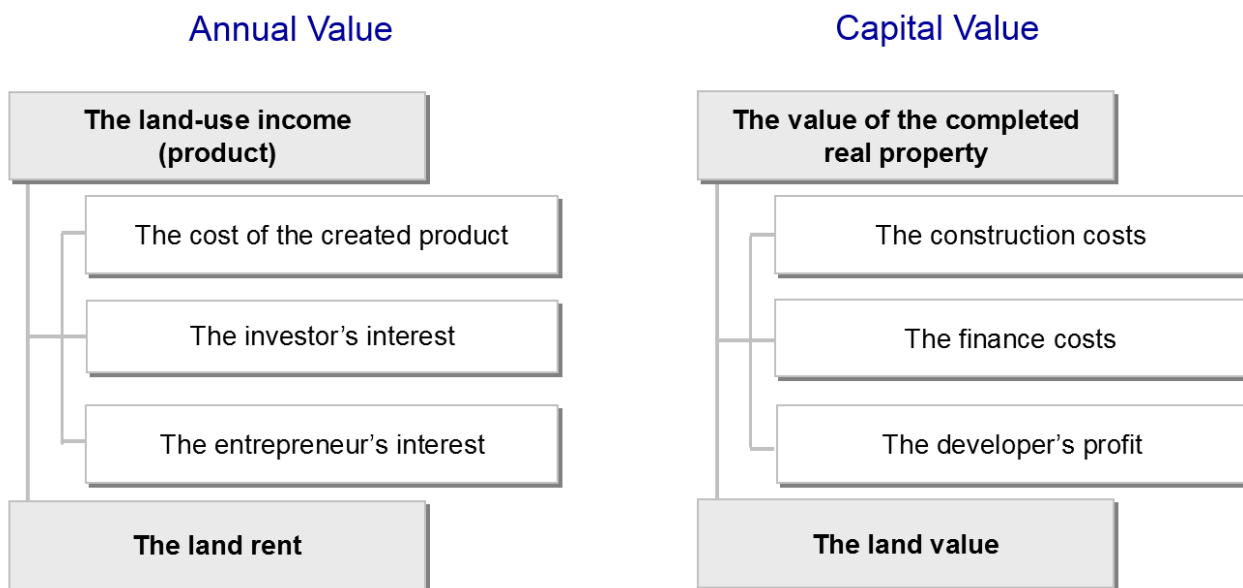 Annual Value
The land-use income
(product)
The cost of the created product
The investor’s interest
The entrepreneur’s interest
The land rent
Capital Value
The value of the completed
real property
The construction costs
The finance costs
The developer’s profit
The land value